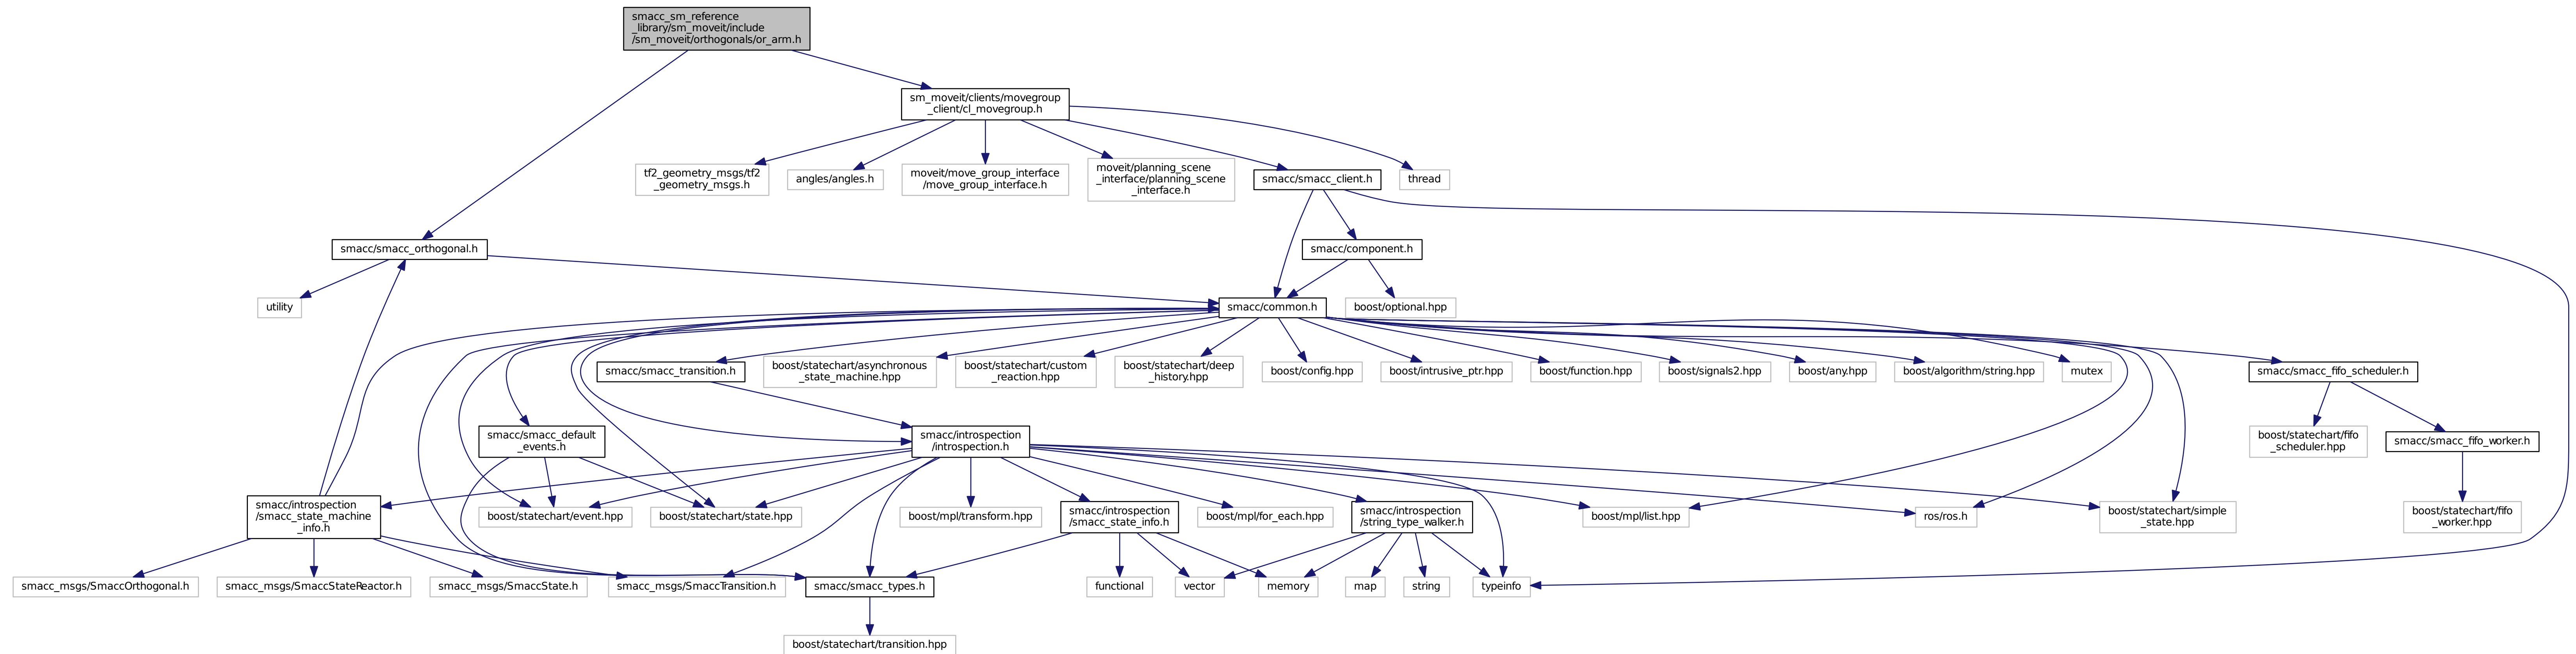 smacc_sm_reference
_library/sm_moveit/include
/sm_moveit/orthogonals/or_arm.h
sm_moveit/clients/movegroup
_client/cl_movegroup.h
tf2_geometry_msgs/tf2
_geometry_msgs.h
angles/angles.h
moveit/move_group_interface
/move_group_interface.h
moveit/planning_scene
_interface/planning_scene
_interface.h
smacc/smacc_client.h
thread
smacc/smacc_orthogonal.h
smacc/component.h
utility
smacc/common.h
boost/optional.hpp
smacc/smacc_transition.h
boost/statechart/asynchronous
_state_machine.hpp
boost/statechart/custom
_reaction.hpp
boost/statechart/deep
_history.hpp
boost/config.hpp
boost/intrusive_ptr.hpp
boost/function.hpp
boost/signals2.hpp
boost/any.hpp
boost/algorithm/string.hpp
mutex
smacc/smacc_fifo_scheduler.h
smacc/smacc_default
_events.h
smacc/introspection
/introspection.h
boost/statechart/fifo
_scheduler.hpp
smacc/smacc_fifo_worker.h
smacc/introspection
/smacc_state_machine
_info.h
boost/statechart/event.hpp
boost/statechart/state.hpp
boost/mpl/transform.hpp
smacc/introspection
/smacc_state_info.h
boost/mpl/for_each.hpp
smacc/introspection
/string_type_walker.h
boost/mpl/list.hpp
ros/ros.h
boost/statechart/simple
_state.hpp
boost/statechart/fifo
_worker.hpp
smacc_msgs/SmaccOrthogonal.h
smacc_msgs/SmaccStateReactor.h
smacc_msgs/SmaccState.h
smacc_msgs/SmaccTransition.h
smacc/smacc_types.h
functional
vector
memory
map
string
typeinfo
boost/statechart/transition.hpp